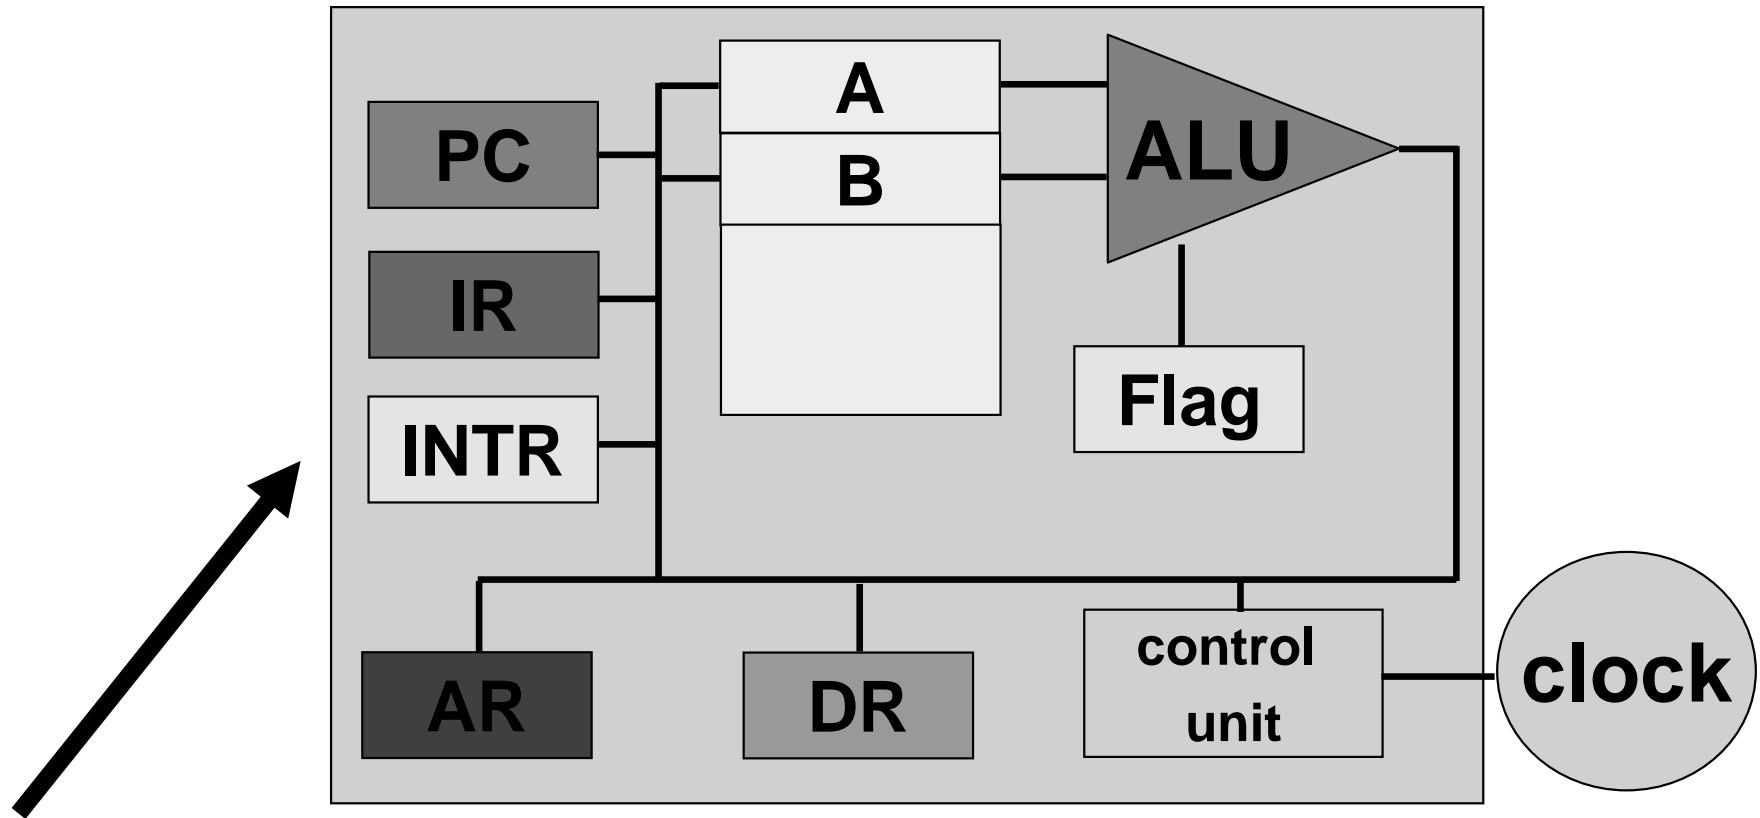 A
PC
B
ALU
IR
Flag
INTR
AR
DR
control
unit
clock